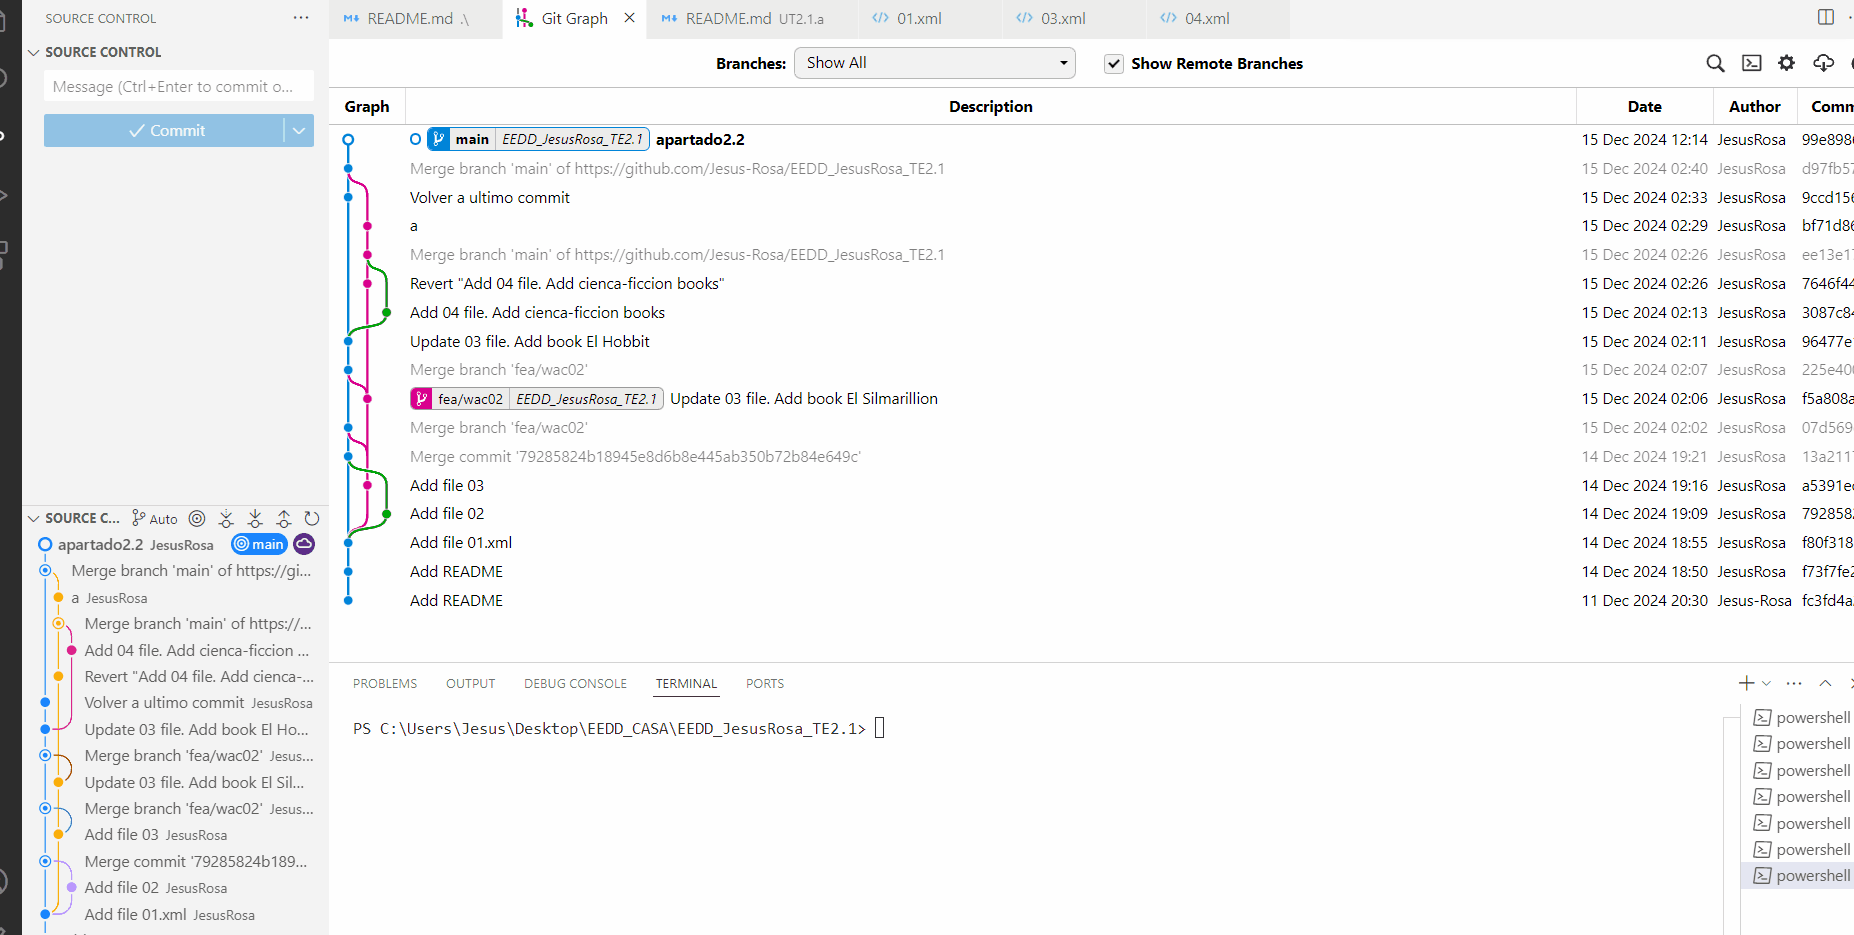 SOURCE CONTROL
SOURCE CONTROL
Message (Ctrl+Enter to commit o...
Commit
SOURCE C... Auto
apartado2.2 JesusRosa main
Merge branch 'main' of https://gi...
a JesusRosa
Merge branch 'main' of https://...
Add 04 file. Add cienca-ficcion ...
Revert "Add 04 file. Add cienca-...
Volver a ultimo commit JesusRosa
Update 03 file. Add book El Ho...
Merge branch 'fea/wac02' Jesus...
Update 03 file. Add book El Sil...
Merge branch 'fea/wac02' Jesus...
Add file 03 JesusRosa
Merge commit '79285824b189...
Add file 02 JesusRosa
Add file 01.xml JesusRosa
README.md .\ Git Graph README.md UT2.1.a 01.xml 03.xml 04.xml
Branches: Show All Show Remote Branches
Graph Description Date Author Comm
main EEDD_JesusRosa_TE2.1 apartado2.2 15 Dec 2024 12:14 JesusRosa 99e898
Merge branch 'main' of https://github.com/Jesus-Rosa/EEDD_JesusRosa_TE2.1 15 Dec 2024 02:40 JesusRosa d97fb57
Volver a ultimo commit 15 Dec 2024 02:33 JesusRosa 9ccd156
a 15 Dec 2024 02:29 JesusRosa bf71d86
Merge branch 'main' of https://github.com/Jesus-Rosa/EEDD_JesusRosa_TE2.1 15 Dec 2024 02:26 JesusRosa ee13e17
Revert "Add 04 file. Add cienca-ficcion books" 15 Dec 2024 02:26 JesusRosa 7646f44
Add 04 file. Add cienca-ficcion books 15 Dec 2024 02:13 JesusRosa 3087c84
Update 03 file. Add book El Hobbit 15 Dec 2024 02:11 JesusRosa 96477e
Merge branch 'fea/wac02' 15 Dec 2024 02:07 JesusRosa 225e40
fea/wac02 EEDD_JesusRosa_TE2.1 Update 03 file. Add book El Silmarillion 15 Dec 2024 02:06 JesusRosa f5a808a
Merge branch 'fea/wac02' 15 Dec 2024 02:02 JesusRosa 07d569
Merge commit '79285824b18945e8d6b8e445ab350b72b84e649c' 14 Dec 2024 19:21 JesusRosa 13a2117
Add file 03 14 Dec 2024 19:16 JesusRosa a5391e
Add file 02 14 Dec 2024 19:09 JesusRosa 7928582
Add file 01.xml 14 Dec 2024 18:55 JesusRosa f80f318
Add README 14 Dec 2024 18:50 JesusRosa f73f7fe2
Add README 11 Dec 2024 20:30 Jesus-Rosa fc3fd4a
PROBLEMS OUTPUT DEBUG CONSOLE TERMINAL PORTS
PS C:\Users\Jesus\Desktop\EEDD_CASA\EEDD_JesusRosa_TE2.1>
powershell
powershell
powershell
powershell
powershell
powershell
powershell